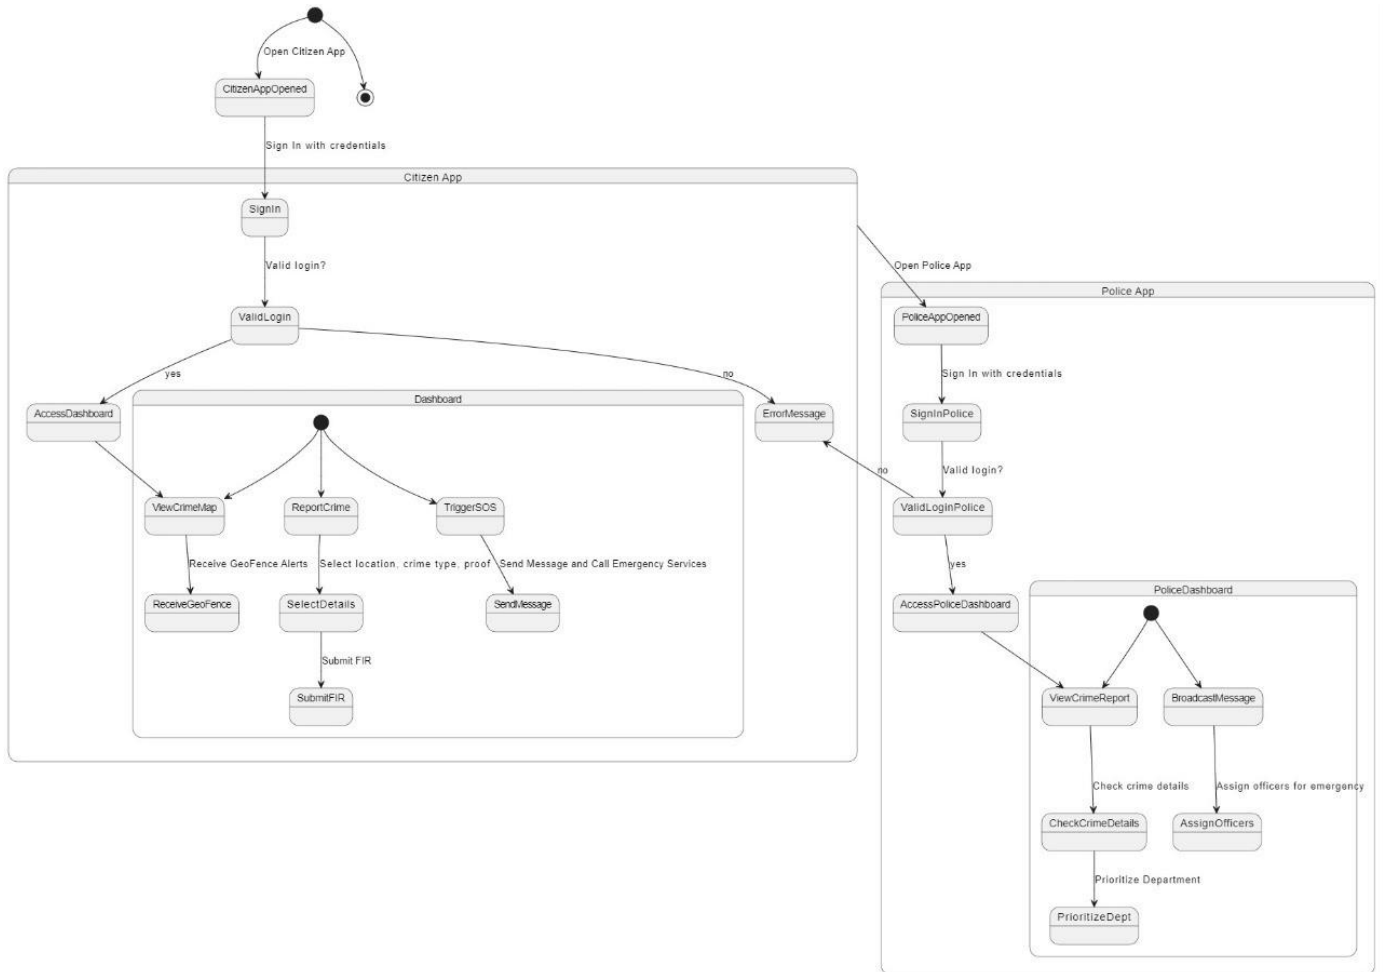 Open Citizen App
CitizenAppOpened
Sign In with credentials
Citizen App
SignIn
Valid login?
ValidLogin
yes
no
AccessDashboard
Dashboard
ErrorMessage
ViewCrimeMap
ReportCrime
TriggerSOS
Receive GeoFence Alerts
Select location, crime type, proof
Send Message and Call Emergency Services
ReceiveGeoFence
SelectDetails
SendMessage
Submit FIR
SubmitFIR
Open Police App
Police App
PoliceAppOpened
Sign In with credentials
SignInPolice
Valid login?
no
ValidLoginPolice
yes
AccessPoliceDashboard
PoliceDashboard
ViewCrimeReport
BroadcastMessage
Check crime details
Assign officers for emergency
CheckCrimeDetails
AssignOfficers
Prioritize Department
PrioritizeDept